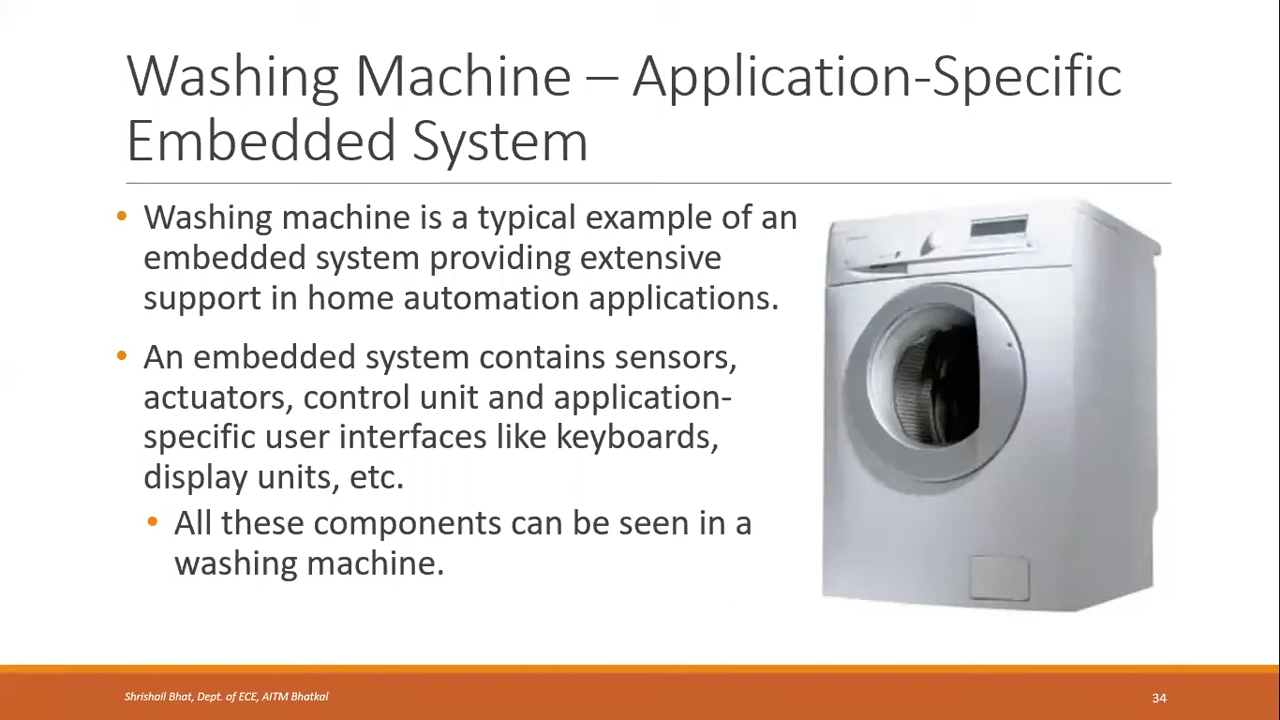 Washing Machine – Application-Specific
Embedded System
• Washing machine is a typical example of an
embedded system providing extensive
support in home automation applications.
• An embedded system contains sensors,
actuators, control unit and application-
specific user interfaces like keyboards,
display units, etc.
• All these components can be seen in a
washing machine.
Shrishail Bhat, Dept. of ECE, AITM Bhatkal
34